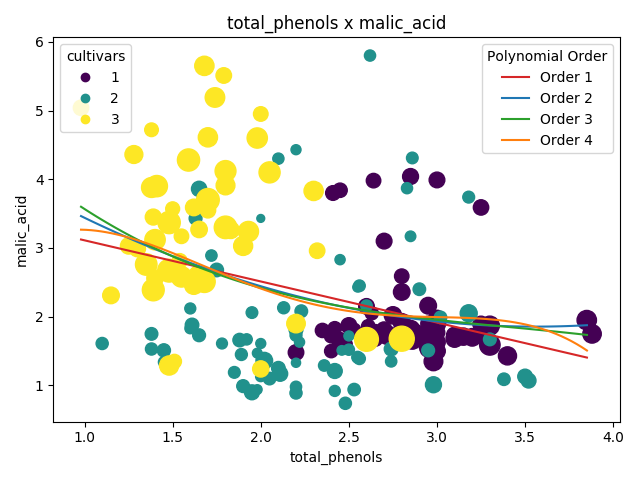 total_phenols x malic_acid
cultivars
1
2
3
Polynomial Order
Order 1
Order 2
Order 3
Order 4
malic_acid
6
5
4
3
2
1
1.0 1.5 2.0 2.5 3.0 3.5 4.0
total_phenols